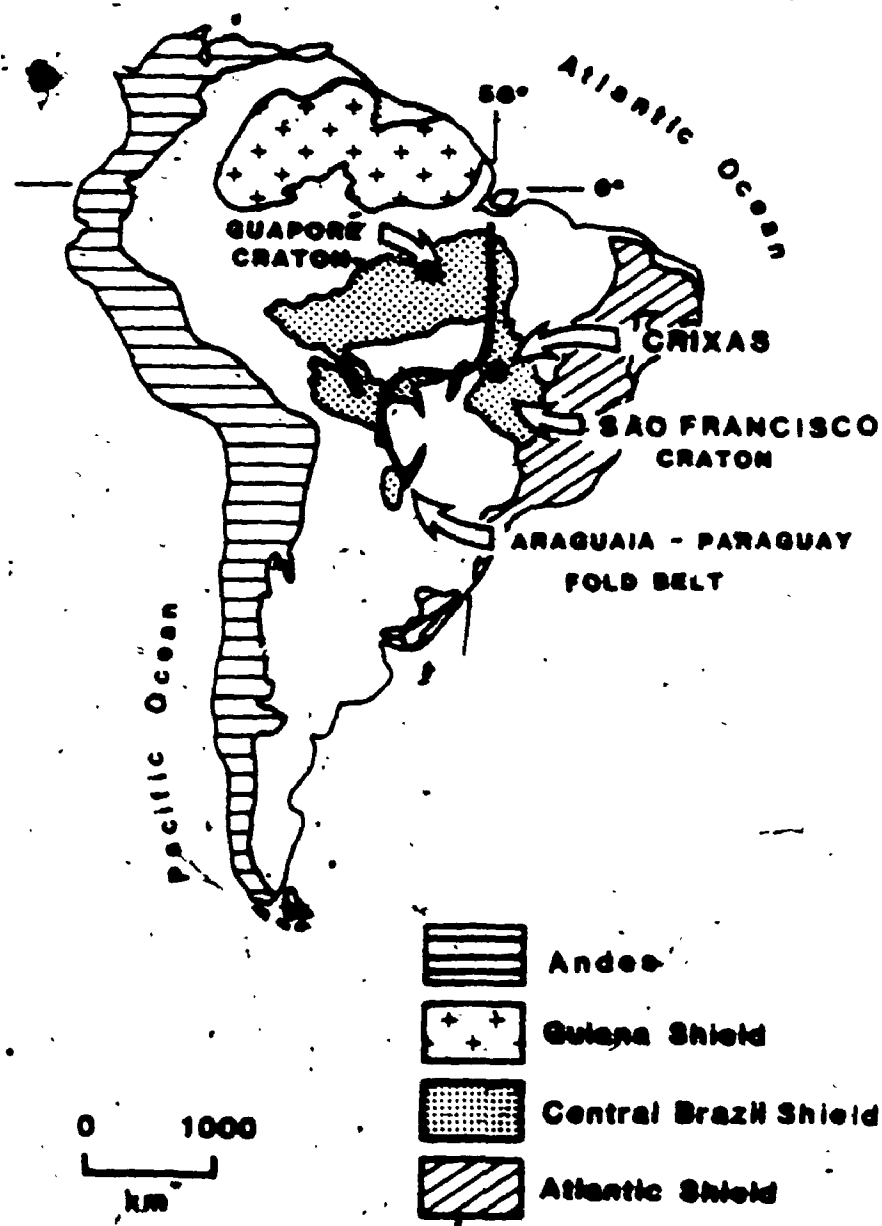 Atlantic Ocean
50°
0°
GUAPORÉ
CRATON
CRIXAS
SÃO FRANCISCO
CRATON
ARAGUAIA - PARAGUAY
FOLD BELT
Pacific Ocean
Andes
Guiana Shield
Central Brazil Shield
Atlantic Shield
0 1000
km